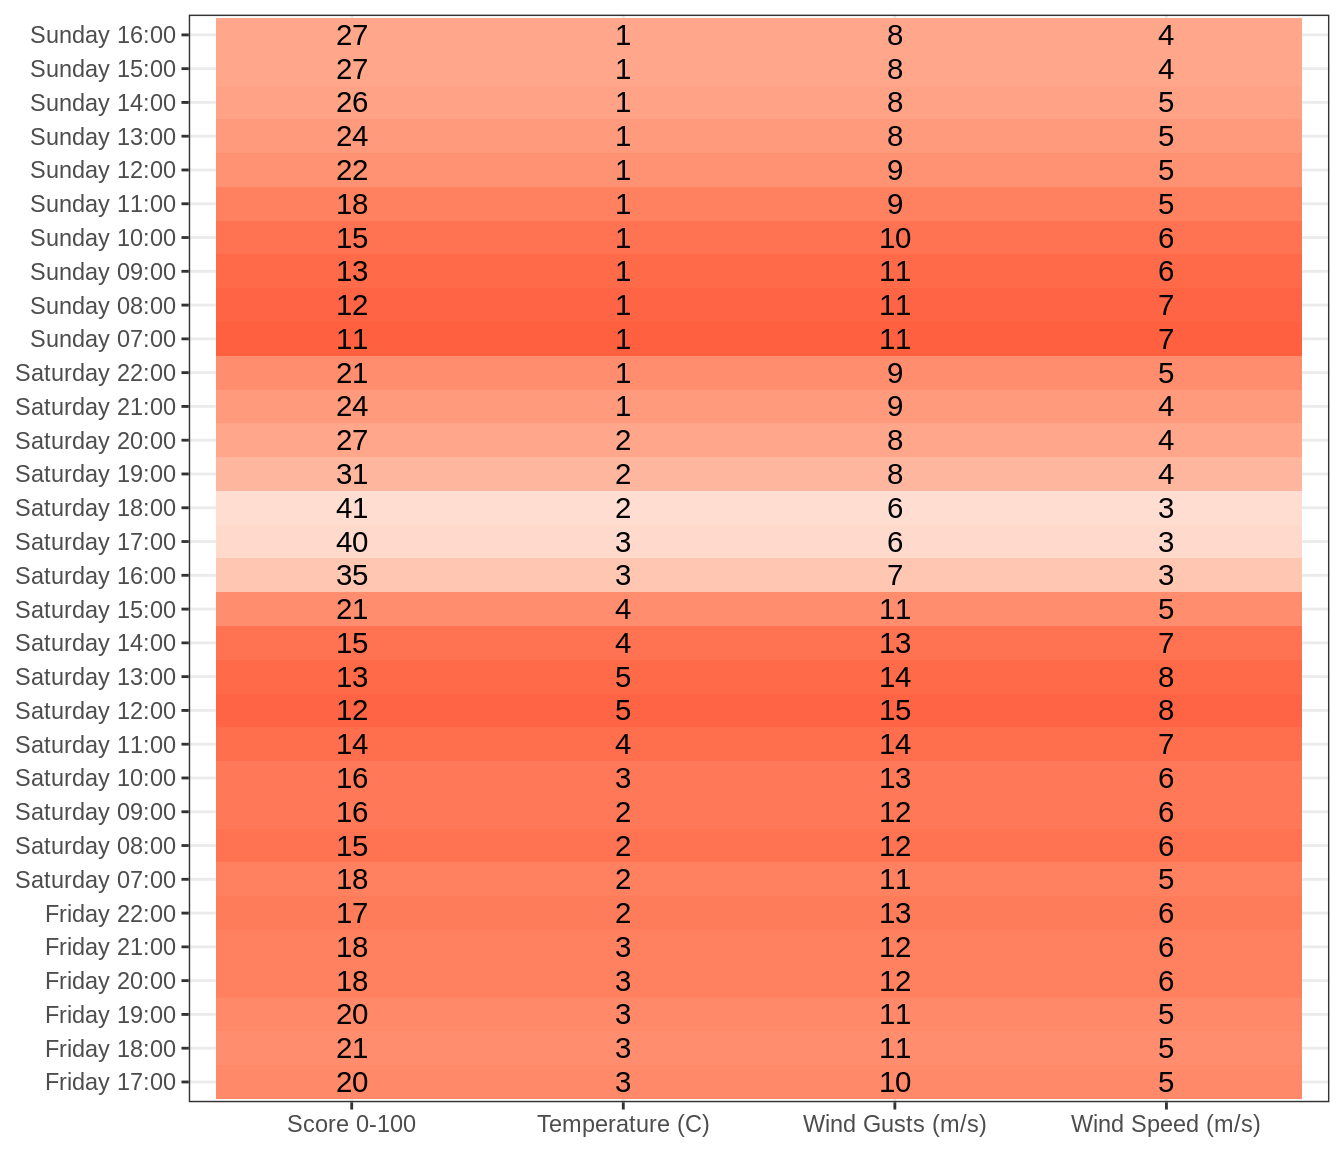 Sunday 16:00 27 1 8 4
Sunday 15:00 27 1 8 4
Sunday 14:00 26 1 8 5
Sunday 13:00 24 1 8 5
Sunday 12:00 22 1 9 5
Sunday 11:00 18 1 9 5
Sunday 10:00 15 1 10 6
Sunday 09:00 13 1 11 6
Sunday 08:00 12 1 11 7
Sunday 07:00 11 1 11 7
Saturday 22:00 21 1 9 5
Saturday 21:00 24 1 9 4
Saturday 20:00 27 2 8 4
Saturday 19:00 31 2 8 4
Saturday 18:00 41 2 6 3
Saturday 17:00 40 3 6 3
Saturday 16:00 35 3 7 3
Saturday 15:00 21 4 11 5
Saturday 14:00 15 4 13 7
Saturday 13:00 13 5 14 8
Saturday 12:00 12 5 15 8
Saturday 11:00 14 4 14 7
Saturday 10:00 16 3 13 6
Saturday 09:00 16 2 12 6
Saturday 08:00 15 2 12 6
Saturday 07:00 18 2 11 5
Friday 22:00 17 2 13 6
Friday 21:00 18 3 12 6
Friday 20:00 18 3 12 6
Friday 19:00 20 3 11 5
Friday 18:00 21 3 11 5
Friday 17:00 20 3 10 5
Score 0-100 Temperature (C) Wind Gusts (m/s) Wind Speed (m/s)